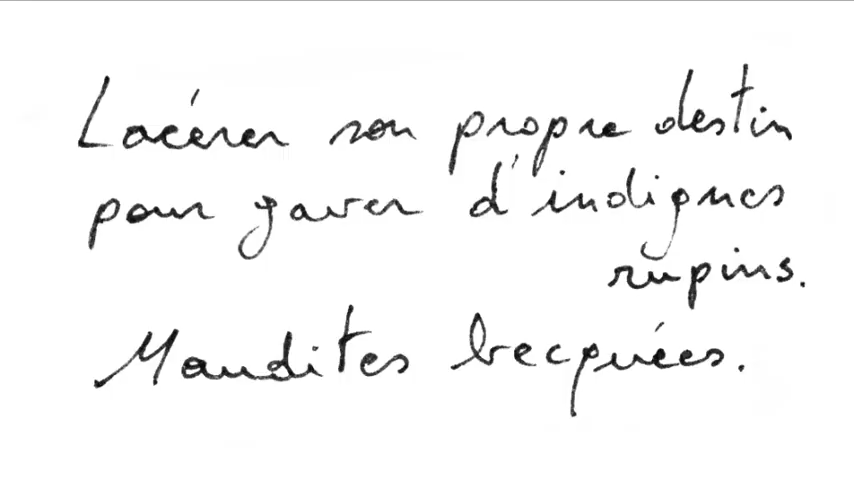 Lacérer son propre destin
pour gaver d'indignes
rupins.
Maudites becquées.